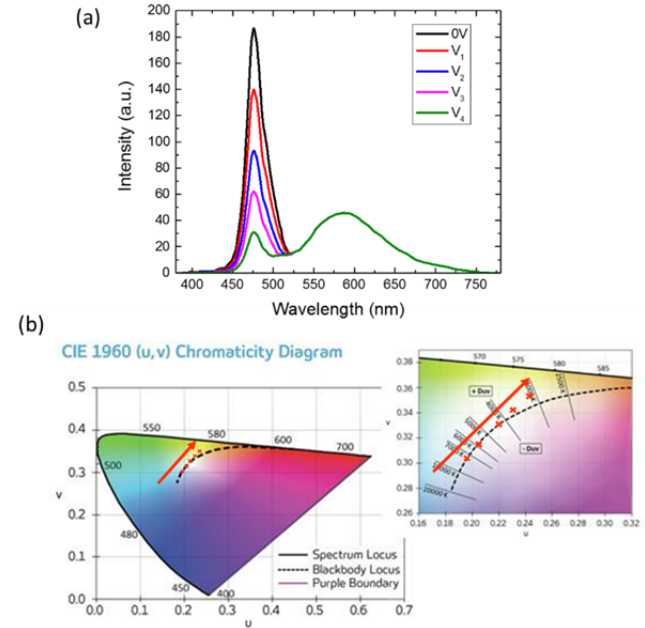 (a)
200
180
160
140
120
100
80
60
40
20
0
Intensity (a.u.)
0V
V1
V2
V3
V4
400 450 500 550 600 650 700 750
Wavelength (nm)
(b)
CIE 1960 (u,v) Chromaticity Diagram
0.5
0.4
0.3
0.2
0.1
0.0
v
550
580
600
700
500
480
450
400
Spectrum Locus
Blackbody Locus
Purple Boundary
0.0 0.1 0.2 0.3 0.4 0.5 0.6 0.7
u
0.38
0.36
0.34
0.32
0.30
0.28
0.26
v
570
575
580
585
+ Duv
- Duv
20000 K
0.16 0.18 0.20 0.22 0.24 0.26 0.28 0.30 0.32
u